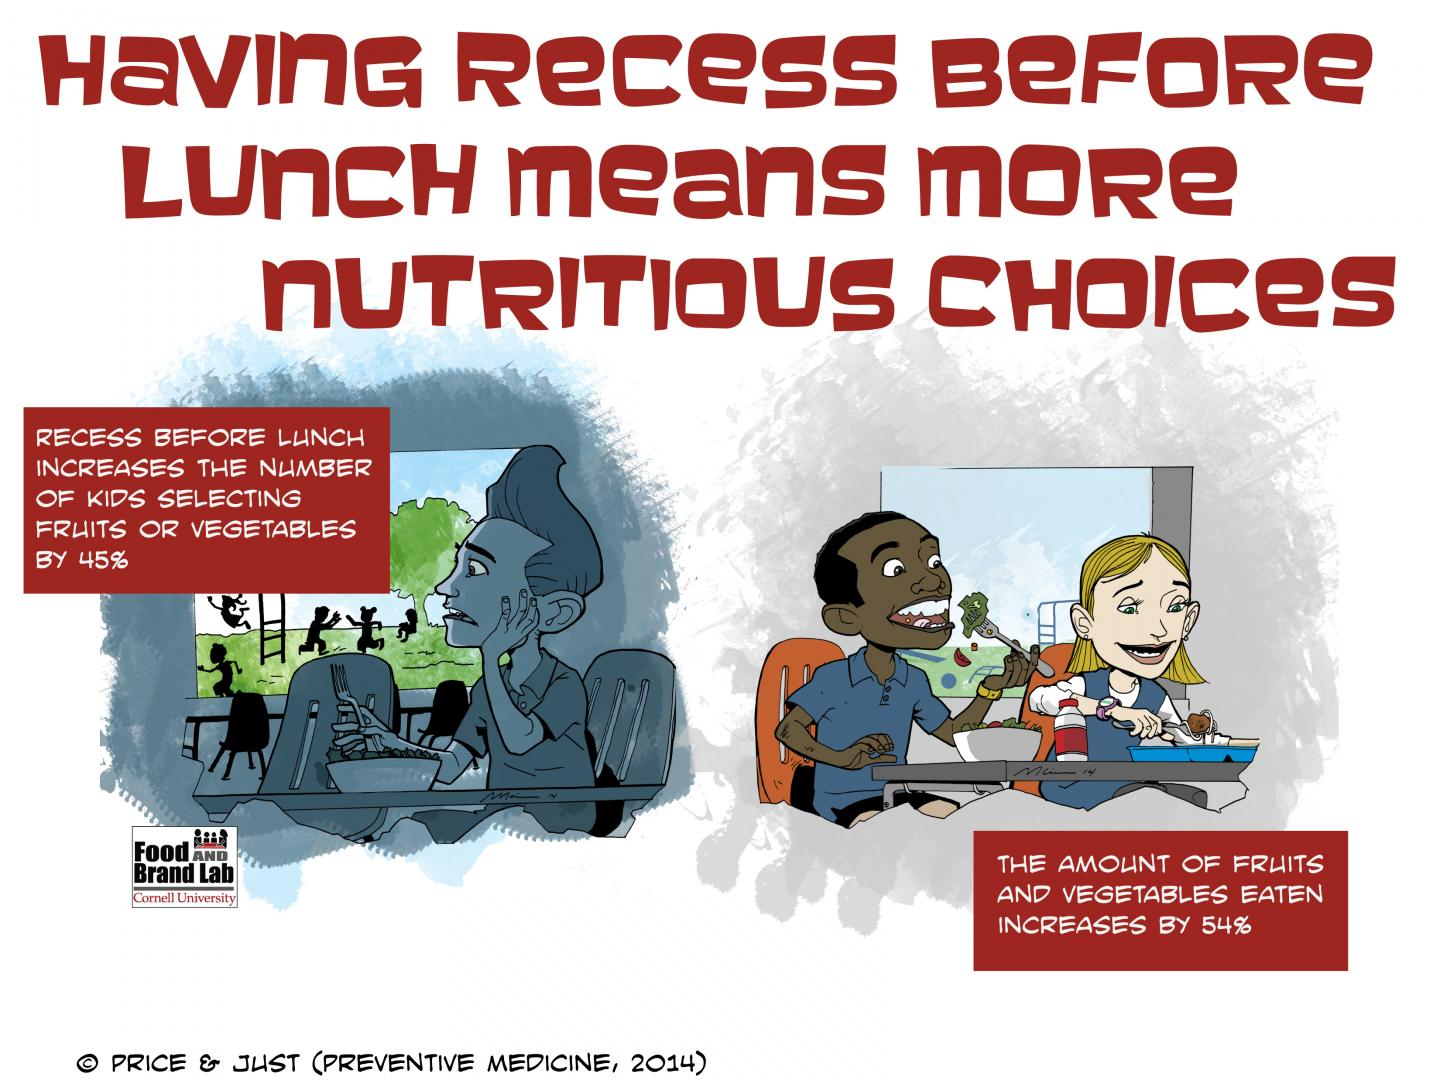 Having Recess Before
Lunch Means More
Nutritious Choices
RECESS BEFORE LUNCH
INCREASES THE NUMBER
OF KIDS SELECTING
FRUITS OR VEGETABLES
BY 45%
Food AND
Brand Lab
Cornell University
THE AMOUNT OF FRUITS
AND VEGETABLES EATEN
INCREASES BY 54%
© PRICE & JUST (PREVENTIVE MEDICINE, 2014)